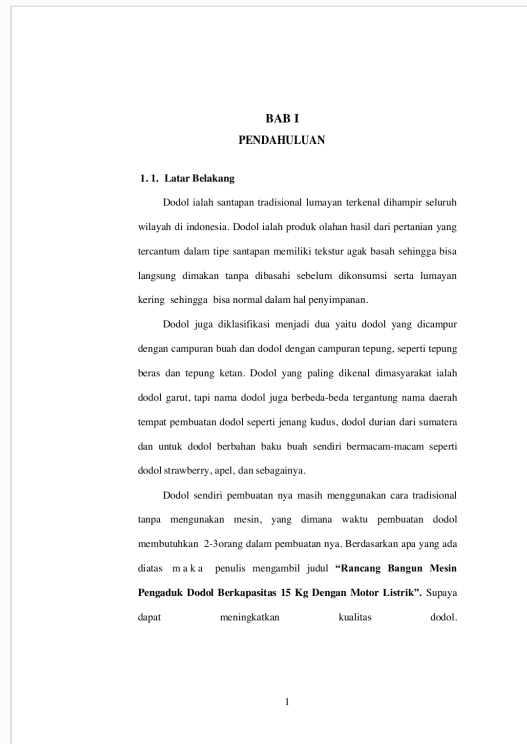 BAB I
PENDAHULUAN
1. 1. Latar Belakang
Dodol ialah santapan tradisional lumayan terkenal dihampir seluruh
wilayah di indonesia. Dodol ialah produk olahan hasil dari pertanian yang
tercantum dalam tipe santapan memiliki tekstur agak basah sehingga bisa
langsung dimakan tanpa dibasahi sebelum dikonsumsi serta lumayan
kering sehingga bisa normal dalam hal penyimpanan.
Dodol juga diklasifikasi menjadi dua yaitu dodol yang dicampur
dengan campuran buah dan dodol dengan campuran tepung, seperti tepung
beras dan tepung ketan. Dodol yang paling dikenal dimasyarakat ialah
dodol garut, tapi nama dodol juga berbeda-beda tergantung nama daerah
tempat pembuatan dodol seperti jenang kudus, dodol durian dari sumatera
dan untuk dodol berbahan baku buah sendiri bermacam-macam seperti
dodol strawberry, apel, dan sebagainya.
Dodol sendiri pembuatan nya masih menggunakan cara tradisional
tanpa mengunakan mesin, yang dimana waktu pembuatan dodol
membutuhkan 2-3orang dalam pembuatan nya. Berdasarkan apa yang ada
diatas m a k a penulis mengambil judul “Rancang Bangun Mesin
Pengaduk Dodol Berkapasitas 15 Kg Dengan Motor Listrik”. Supaya
dapat meningkatkan kualitas dodol.
1